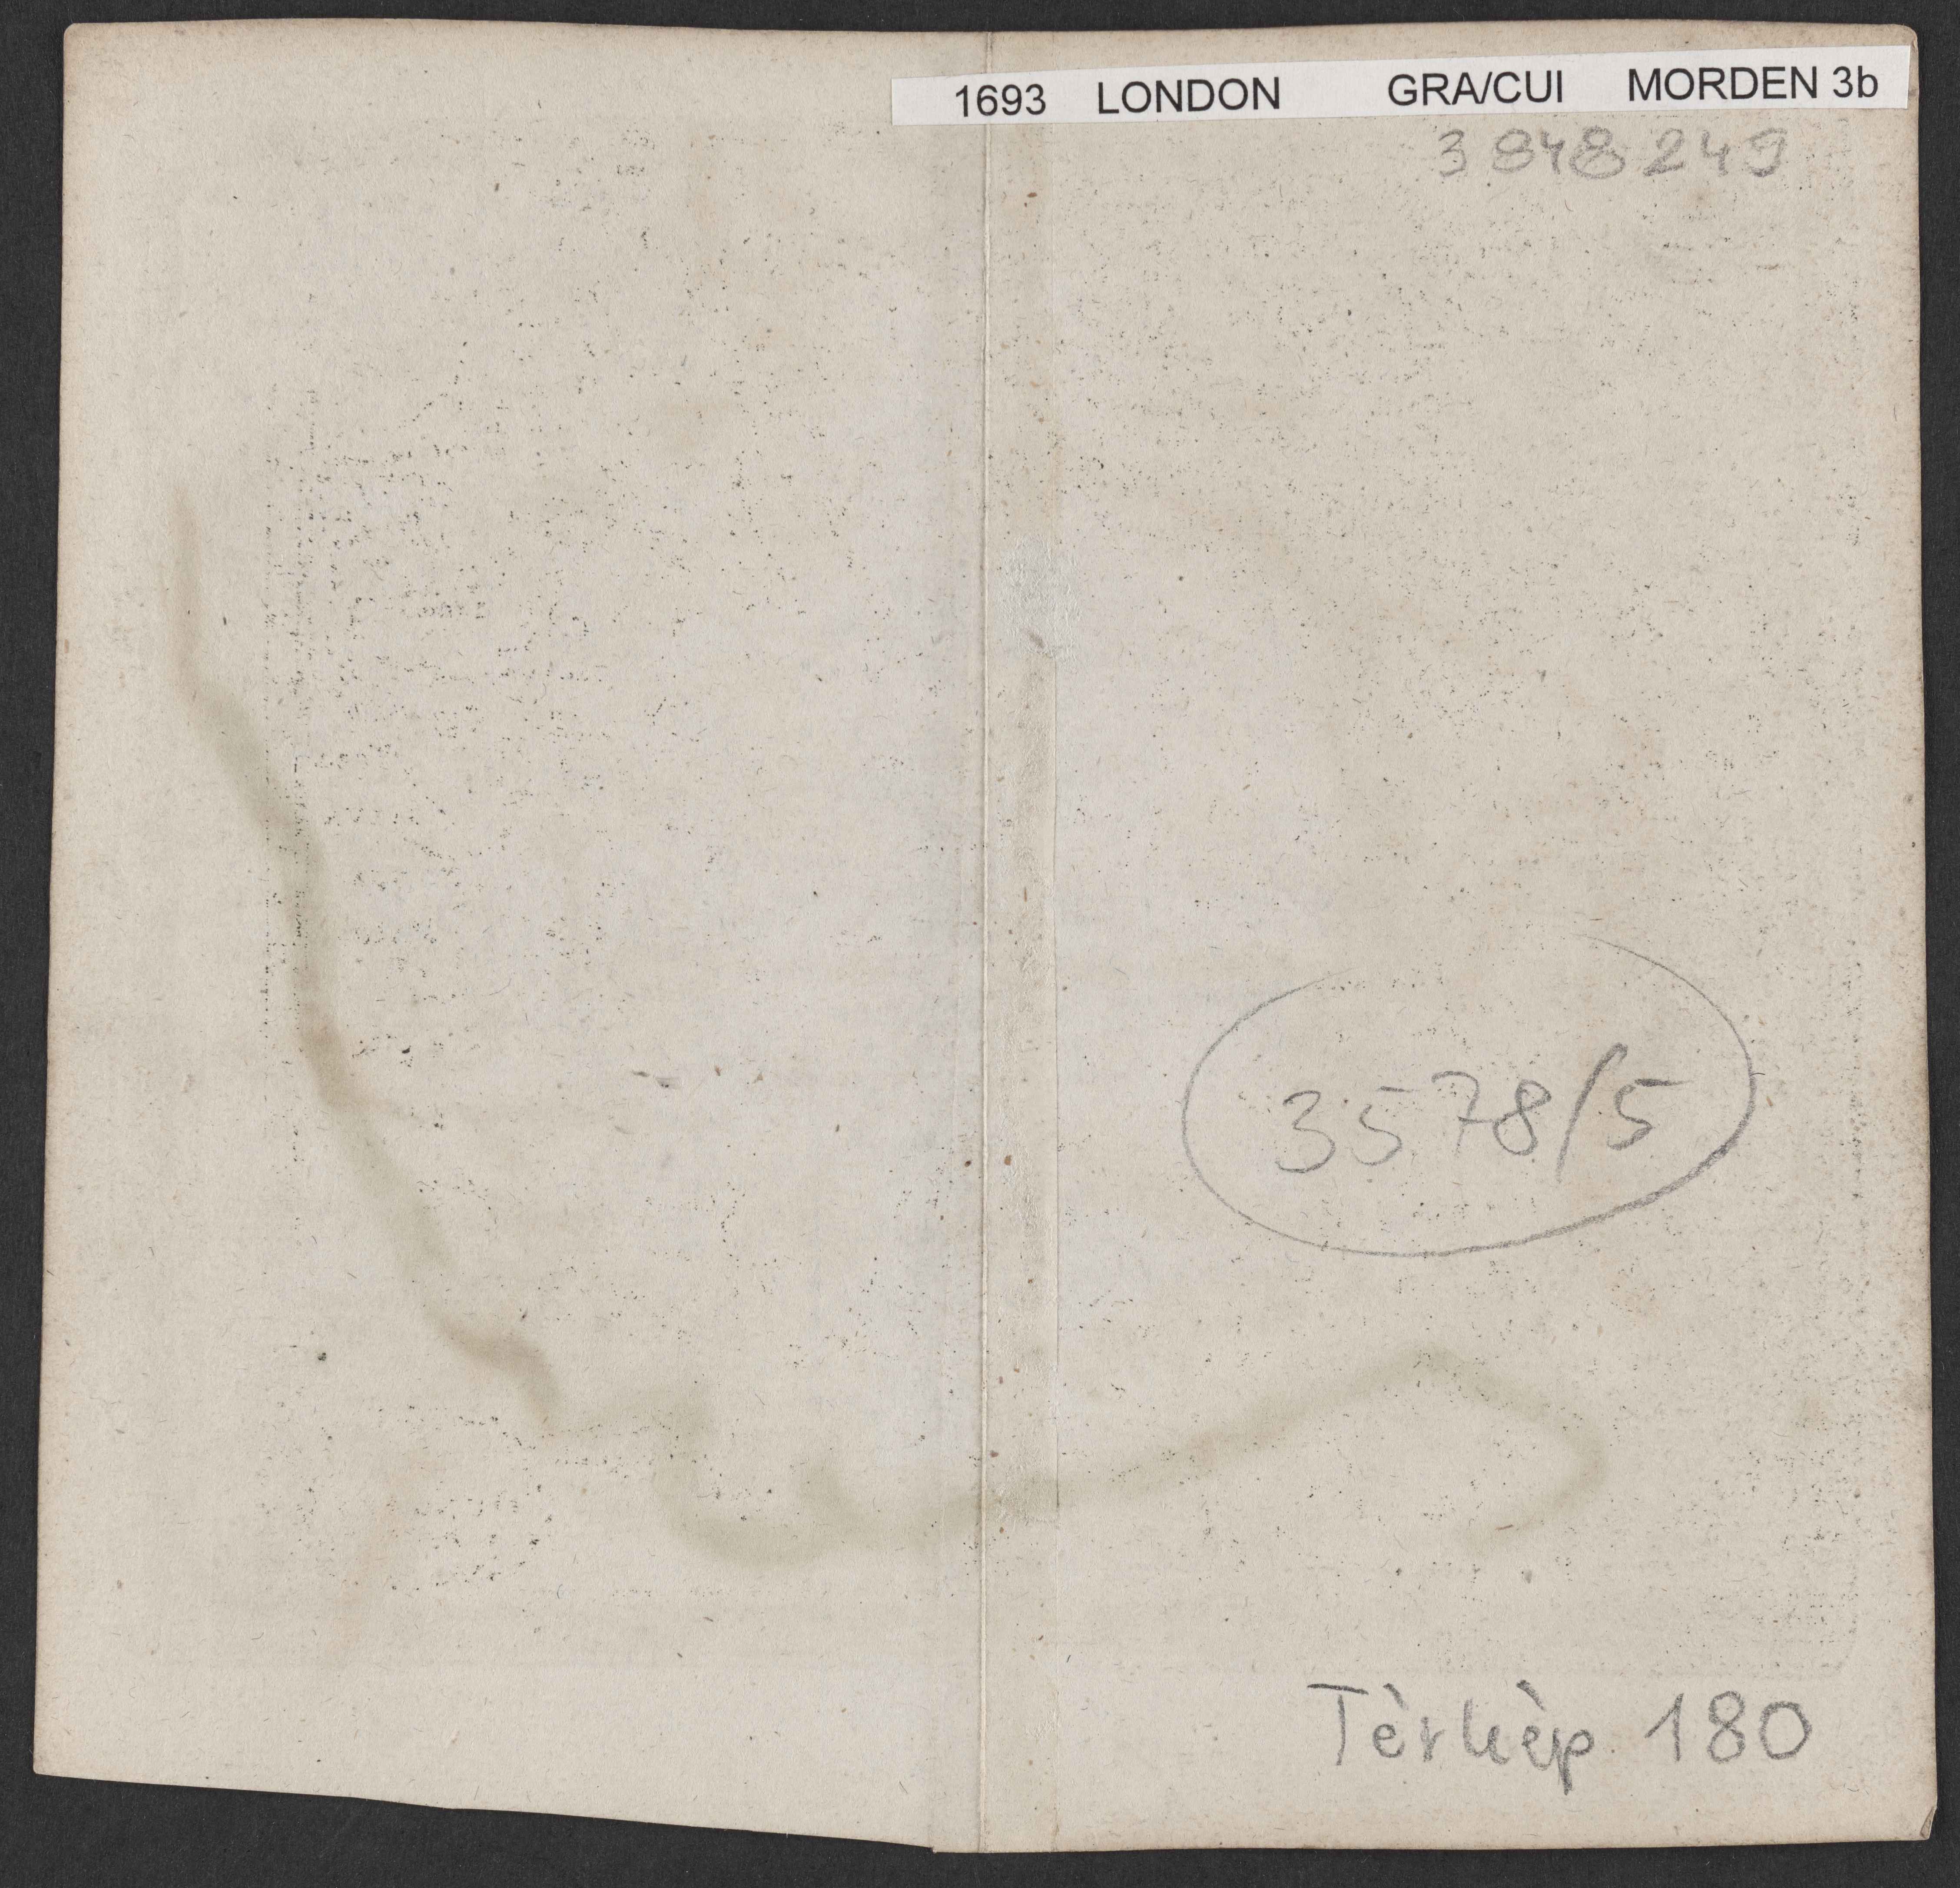 1693 LONDON GRA/CUI MORDEN 3b
3848249
3578/5
Tèrkèp 180